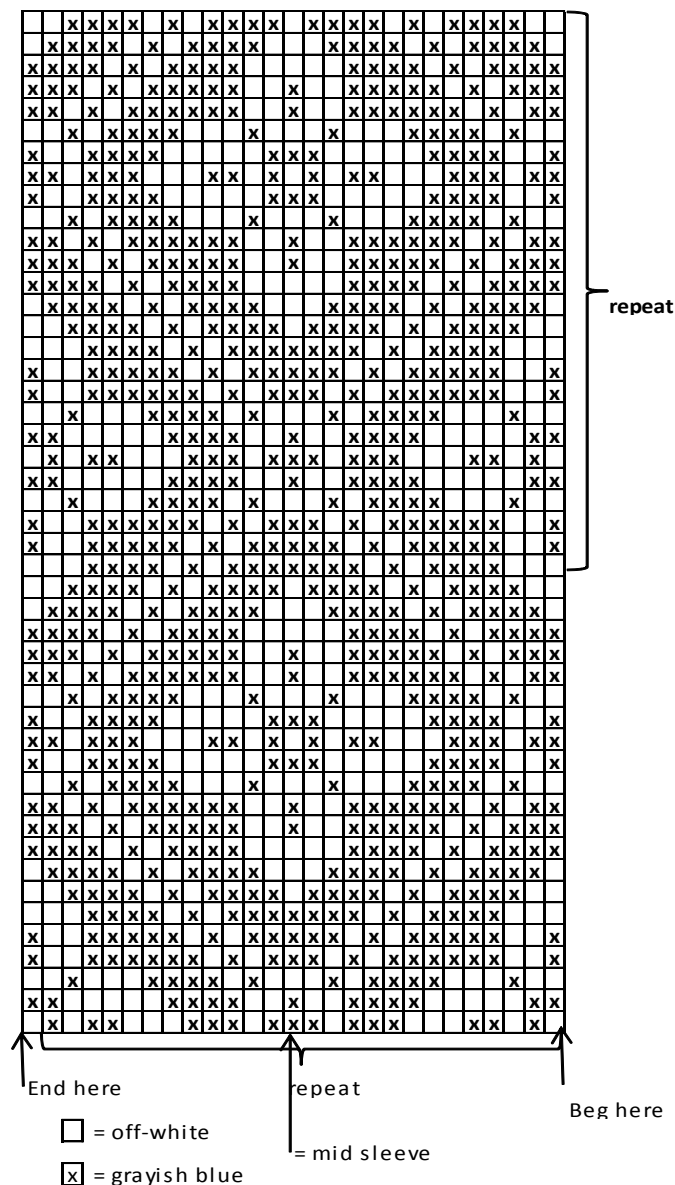 repeat
End here
repeat
Beg here
= off-white
= mid sleeve
x = grayish blue